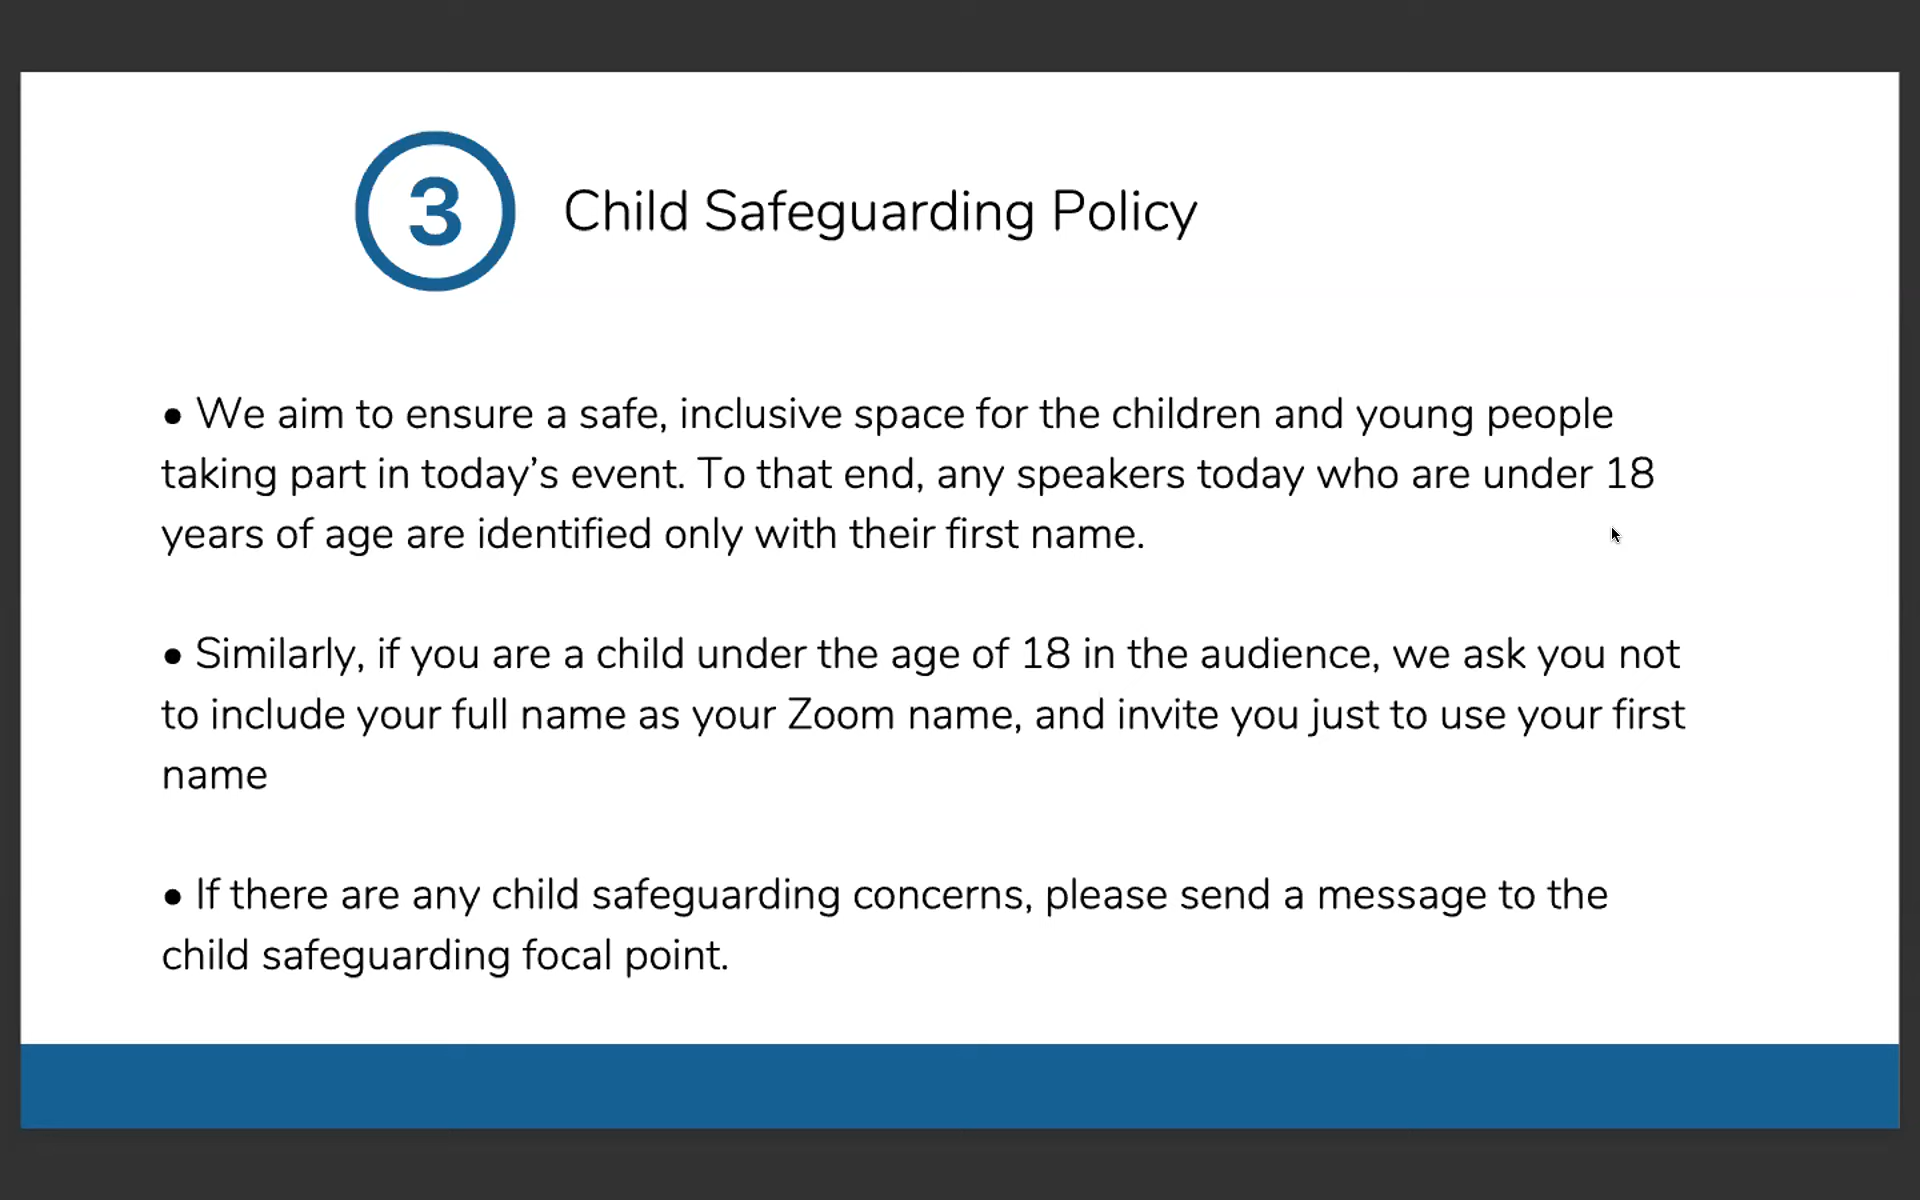 3
Child Safeguarding Policy
• We aim to ensure a safe, inclusive space for the children and young people
taking part in today’s event. To that end, any speakers today who are under 18
years of age are identified only with their first name.
• Similarly, if you are a child under the age of 18 in the audience, we ask you not
to include your full name as your Zoom name, and invite you just to use your first
name
• If there are any child safeguarding concerns, please send a message to the
child safeguarding focal point.